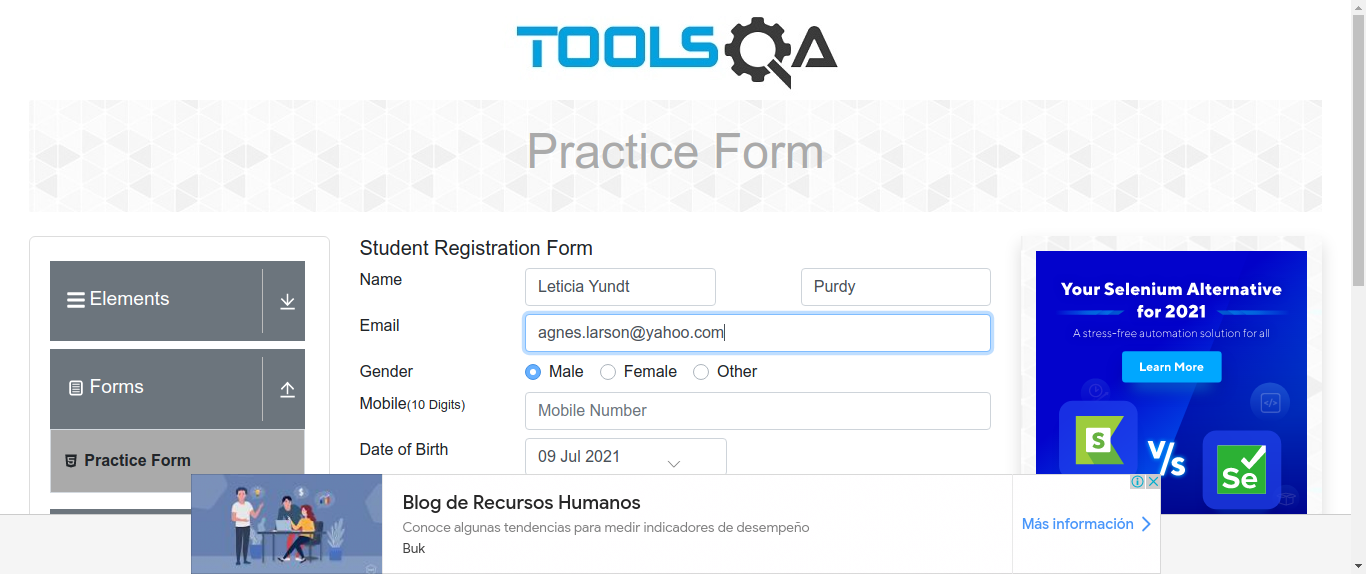 TOOLSQA
Practice Form
Elements
Forms
Practice Form
Student Registration Form
Name
Leticia Yundt
Purdy
Email
agnes.larson@yahoo.com
Gender
Male
Female
Other
Mobile(10 Digits)
Mobile Number
Date of Birth
09 Jul 2021
Your Selenium Alternative
for 2021
A stress-free automation solution for all
Learn More
S
V/s
Se
Blog de Recursos Humanos
Conoce algunas tendencias para medir indicadores de desempeño
Buk
Más información